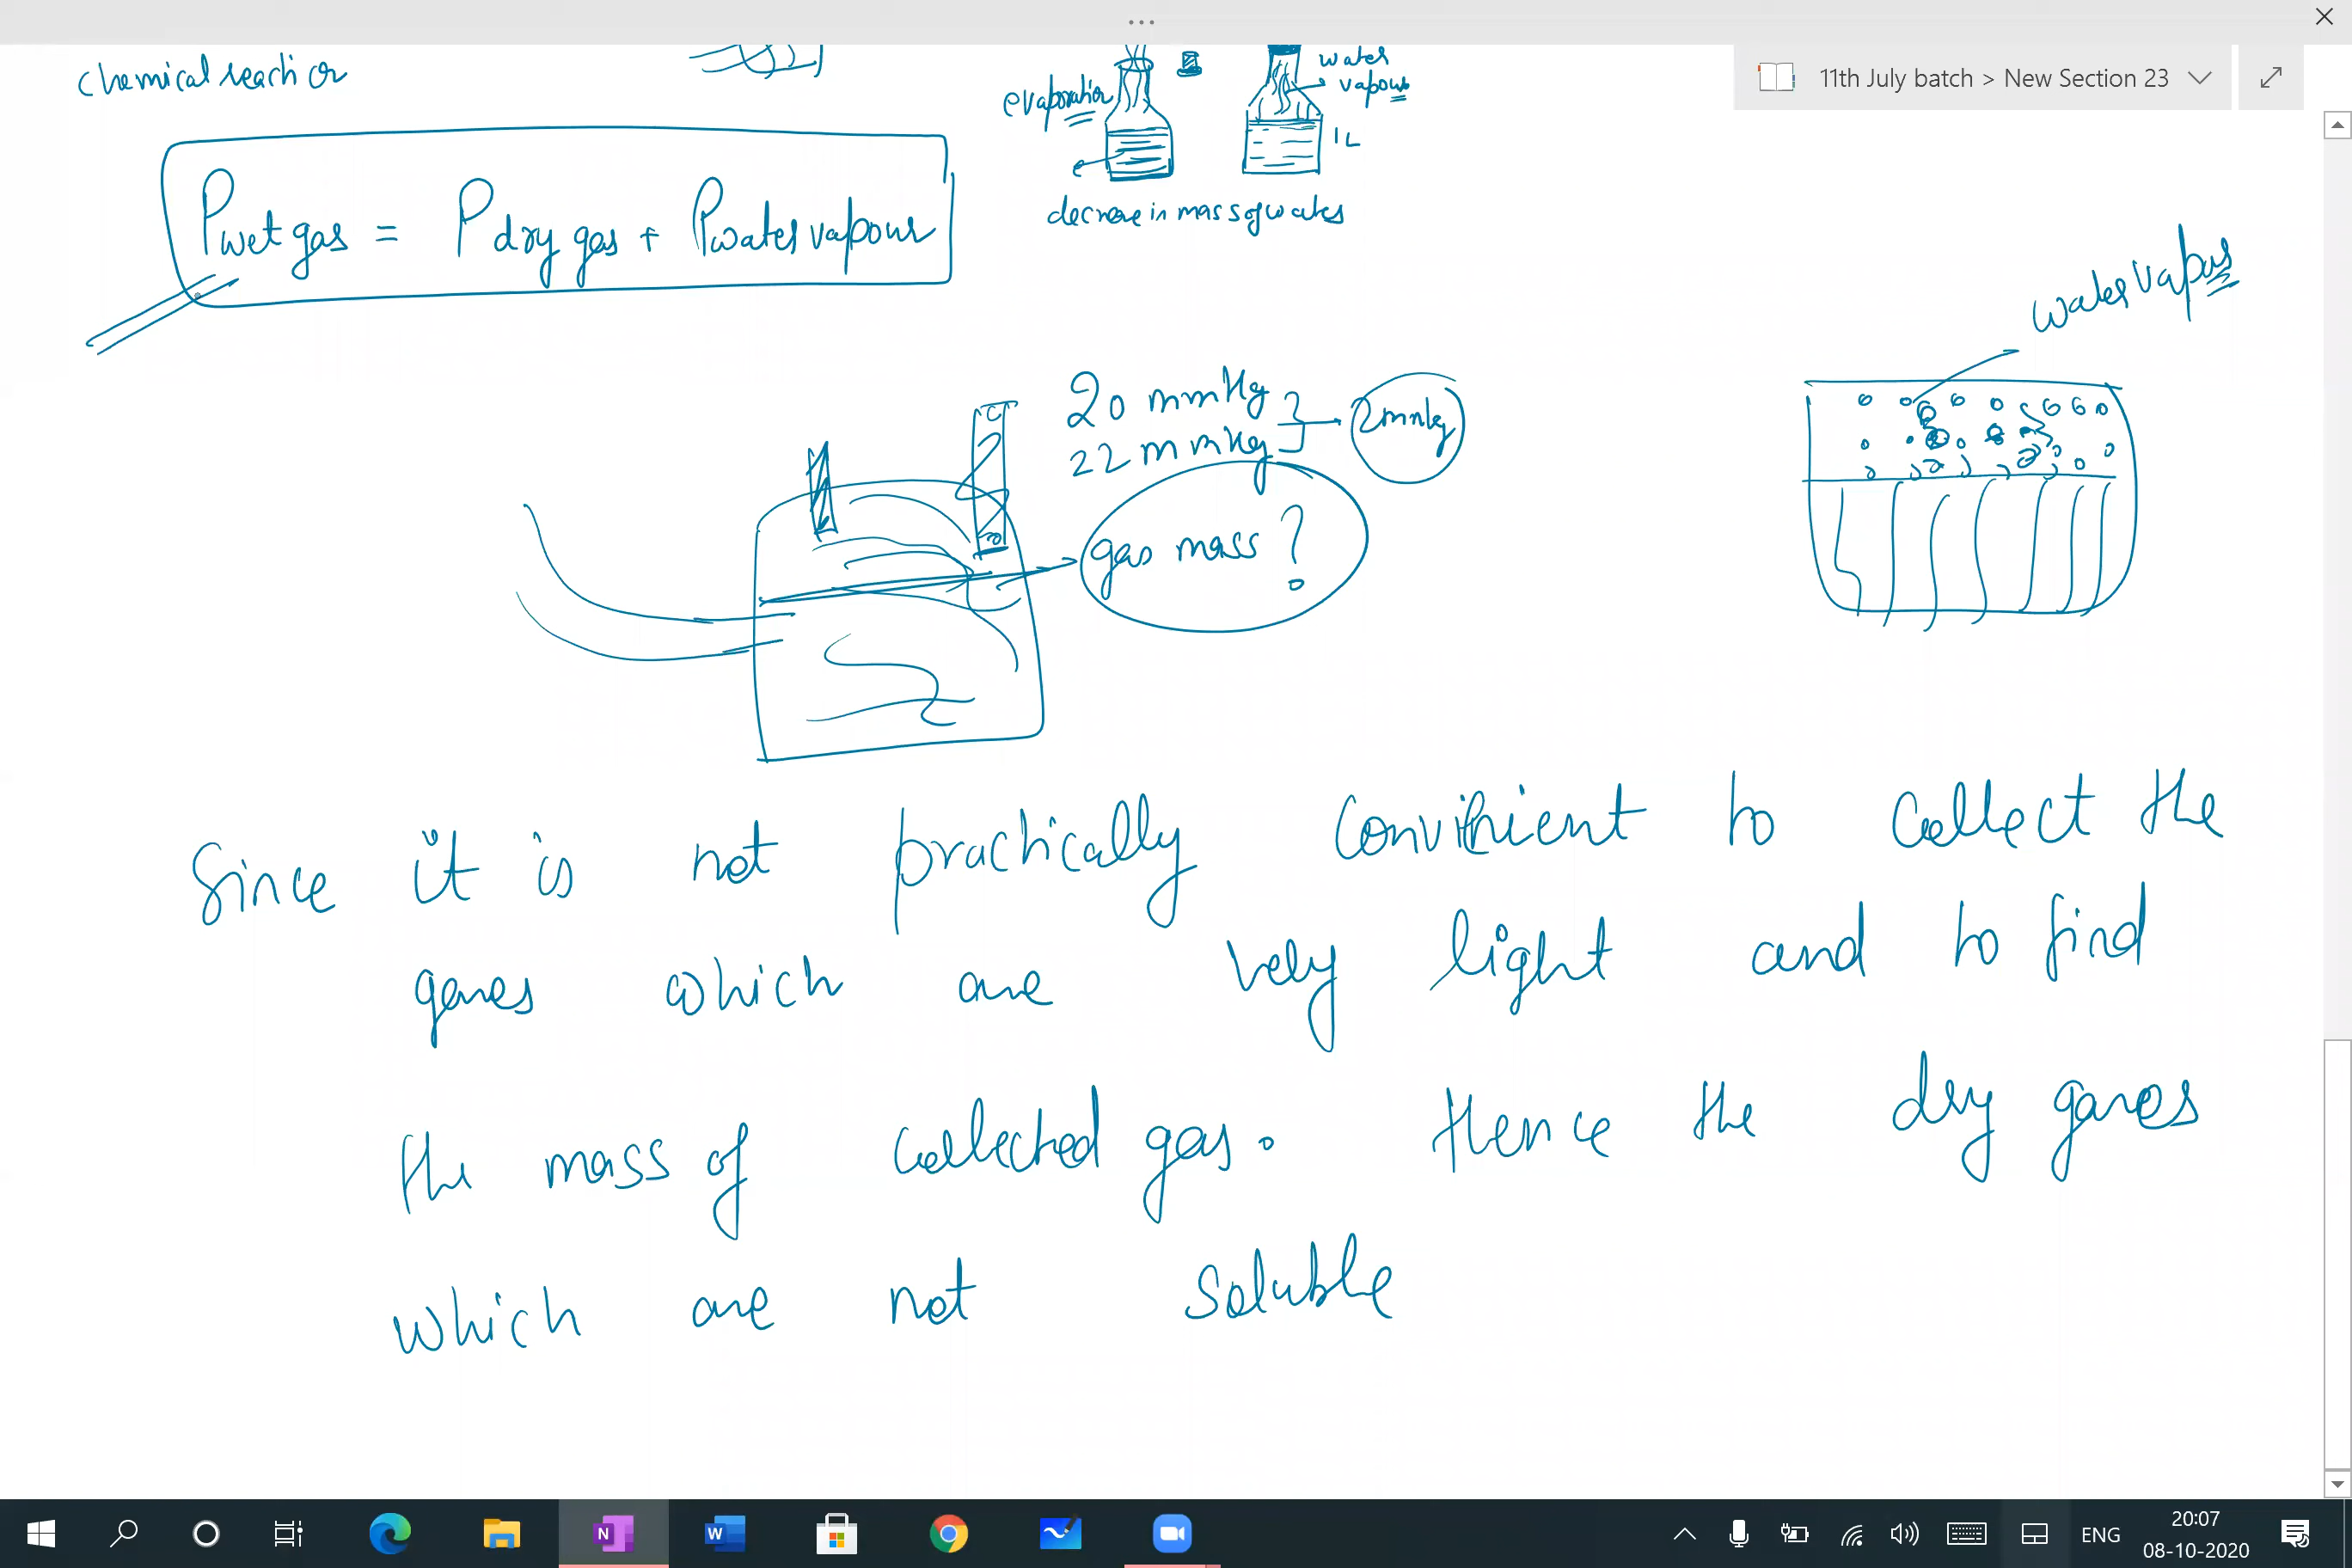 ...
11th July batch > New Section 23
chemical reaction
evaporation
water
vapour
1L
decrease in mass of water
Pwet gas = Pdry gas + Pwater vapour
water vapour
20 mmHg
22 mmHg
2mmHg
gas mass ?
Since it is not practically convinient to collect the
gases which are very light and to find
the mass of collected gas. Hence the dry gases
which are not soluble
ENG
20:07
08-10-2020